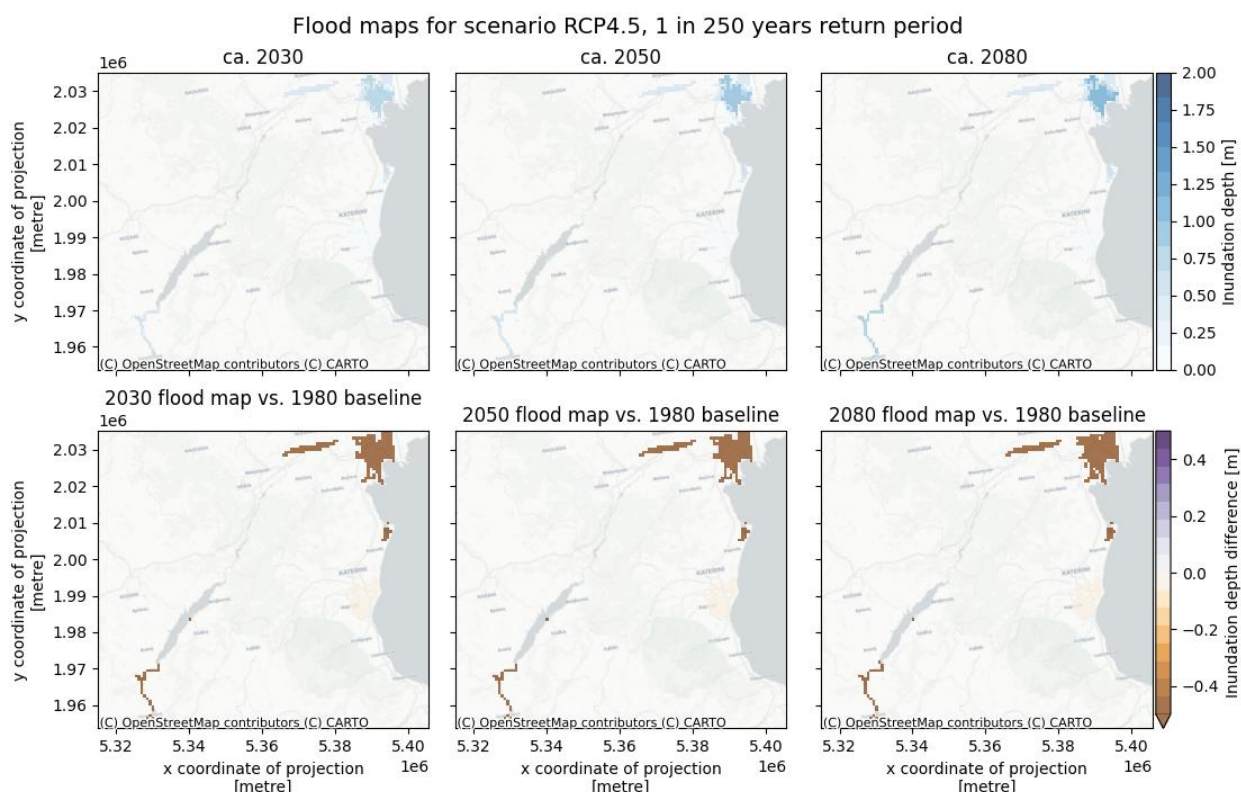 Flood maps for scenario RCP4.5, 1 in 250 years return period
ca. 2030
ca. 2050
ca. 2080
1e6
2.03
2.02
2.01
2.00
1.99
1.98
1.97
1.96
y coordinate of projection
[metre]
KATERINI
KATERINI
KATERINI
(C) OpenStreetMap contributors (C) CARTO
(C) OpenStreetMap contributors (C) CARTO
(C) OpenStreetMap contributors (C) CARTO
2.00
1.75
1.50
1.25
1.00
0.75
0.50
0.25
0.00
Inundation depth [m]
2030 flood map vs. 1980 baseline
2050 flood map vs. 1980 baseline
2080 flood map vs. 1980 baseline
1e6
2.03
2.02
2.01
2.00
1.99
1.98
1.97
1.96
y coordinate of projection
[metre]
KATERINI
KATERINI
KATERINI
(C) OpenStreetMap contributors (C) CARTO
(C) OpenStreetMap contributors (C) CARTO
(C) OpenStreetMap contributors (C) CARTO
0.4
0.2
0.0
−0.2
−0.4
Inundation depth difference [m]
5.32 5.34 5.36 5.38 5.40
1e6
x coordinate of projection
[metre]
5.32 5.34 5.36 5.38 5.40
1e6
x coordinate of projection
[metre]
5.32 5.34 5.36 5.38 5.40
1e6
x coordinate of projection
[metre]